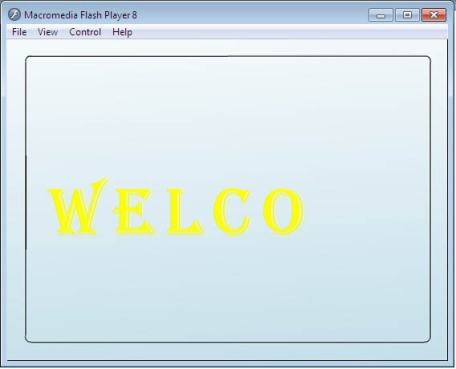 Macromedia Flash Player 8
File View Control Help
WELCO